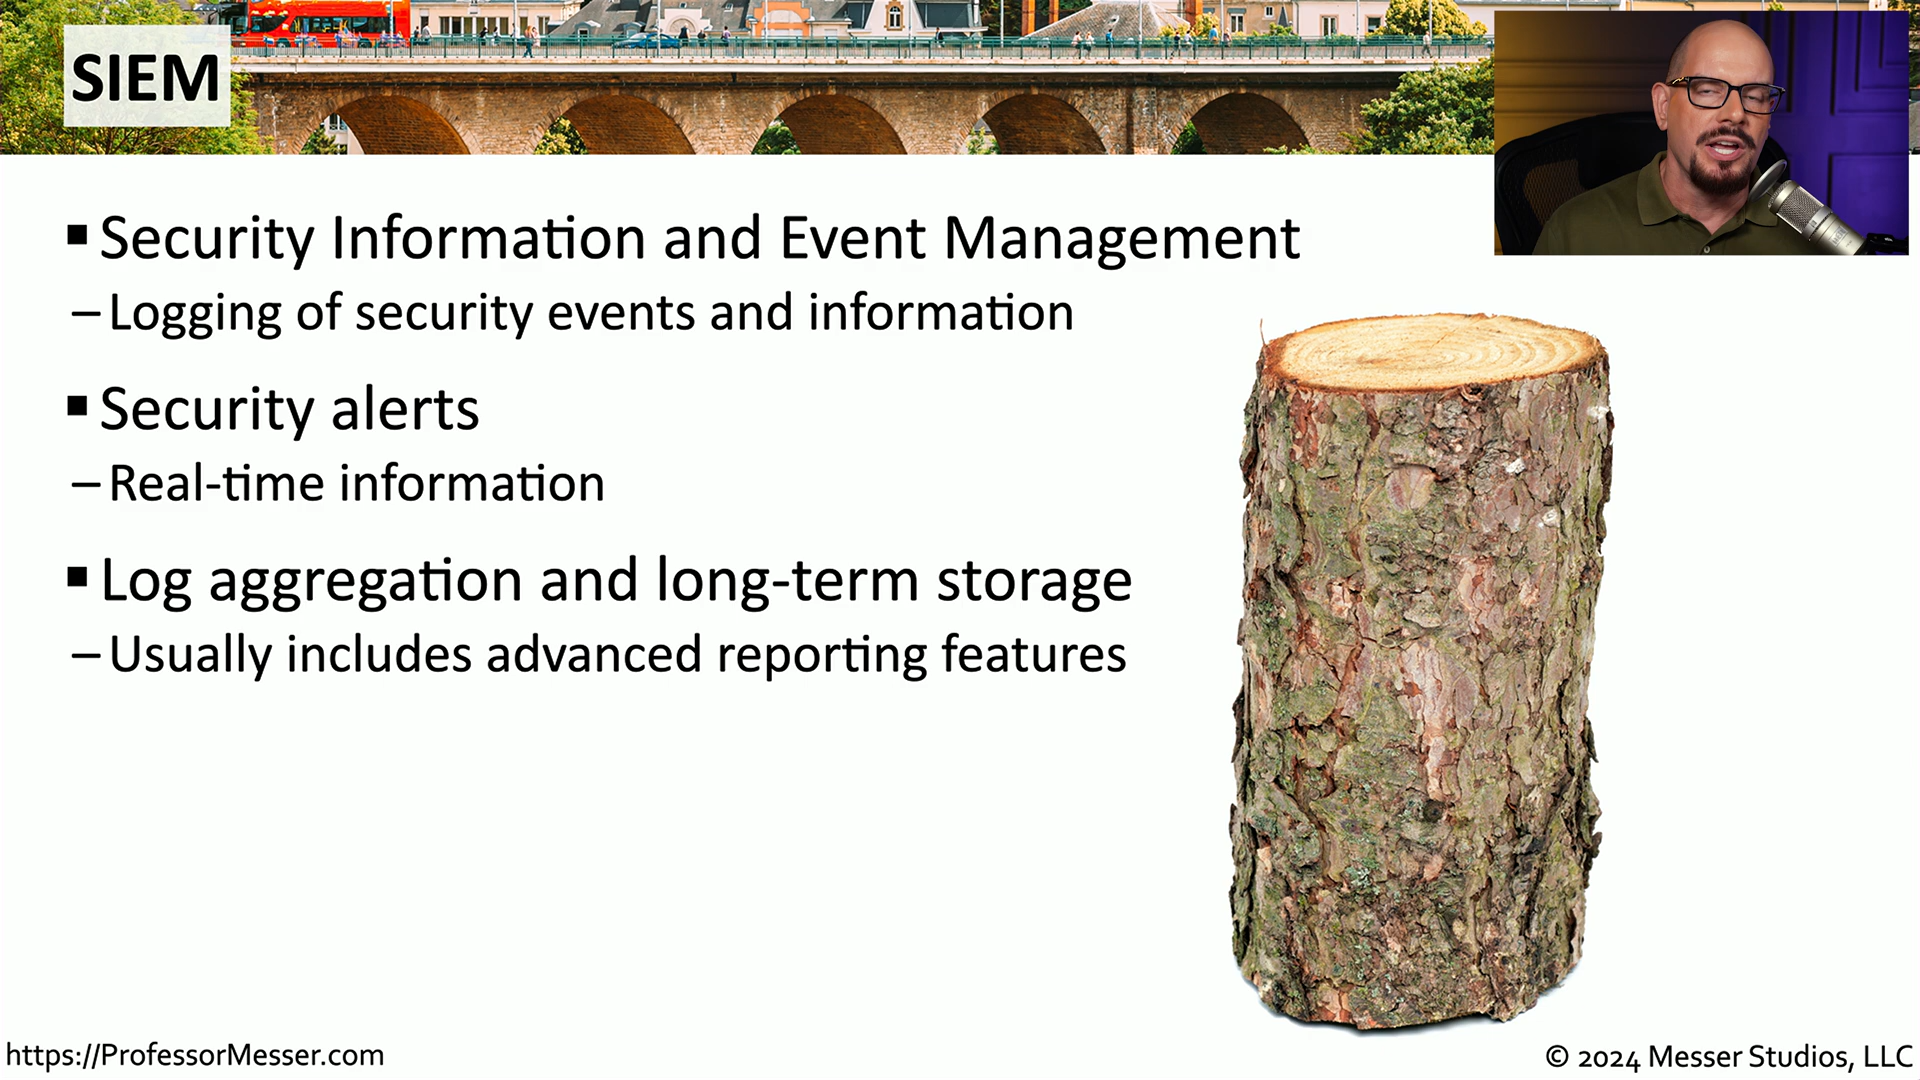 SIEM
▪ Security Information and Event Management
– Logging of security events and information
▪ Security alerts
– Real-time information
▪ Log aggregation and long-term storage
– Usually includes advanced reporting features
https://ProfessorMesser.com
© 2024 Messer Studios, LLC